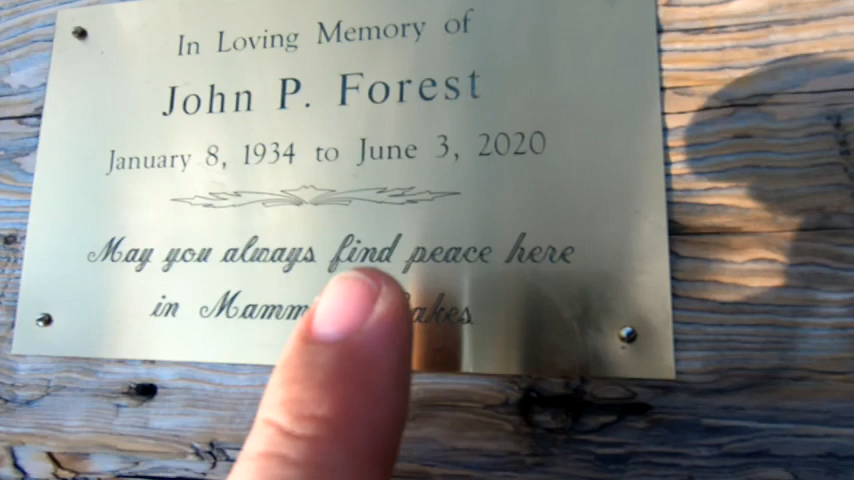 In Loving Memory of
John P. Forest
January 8, 1934 to June 3, 2020
May you always find peace here
in